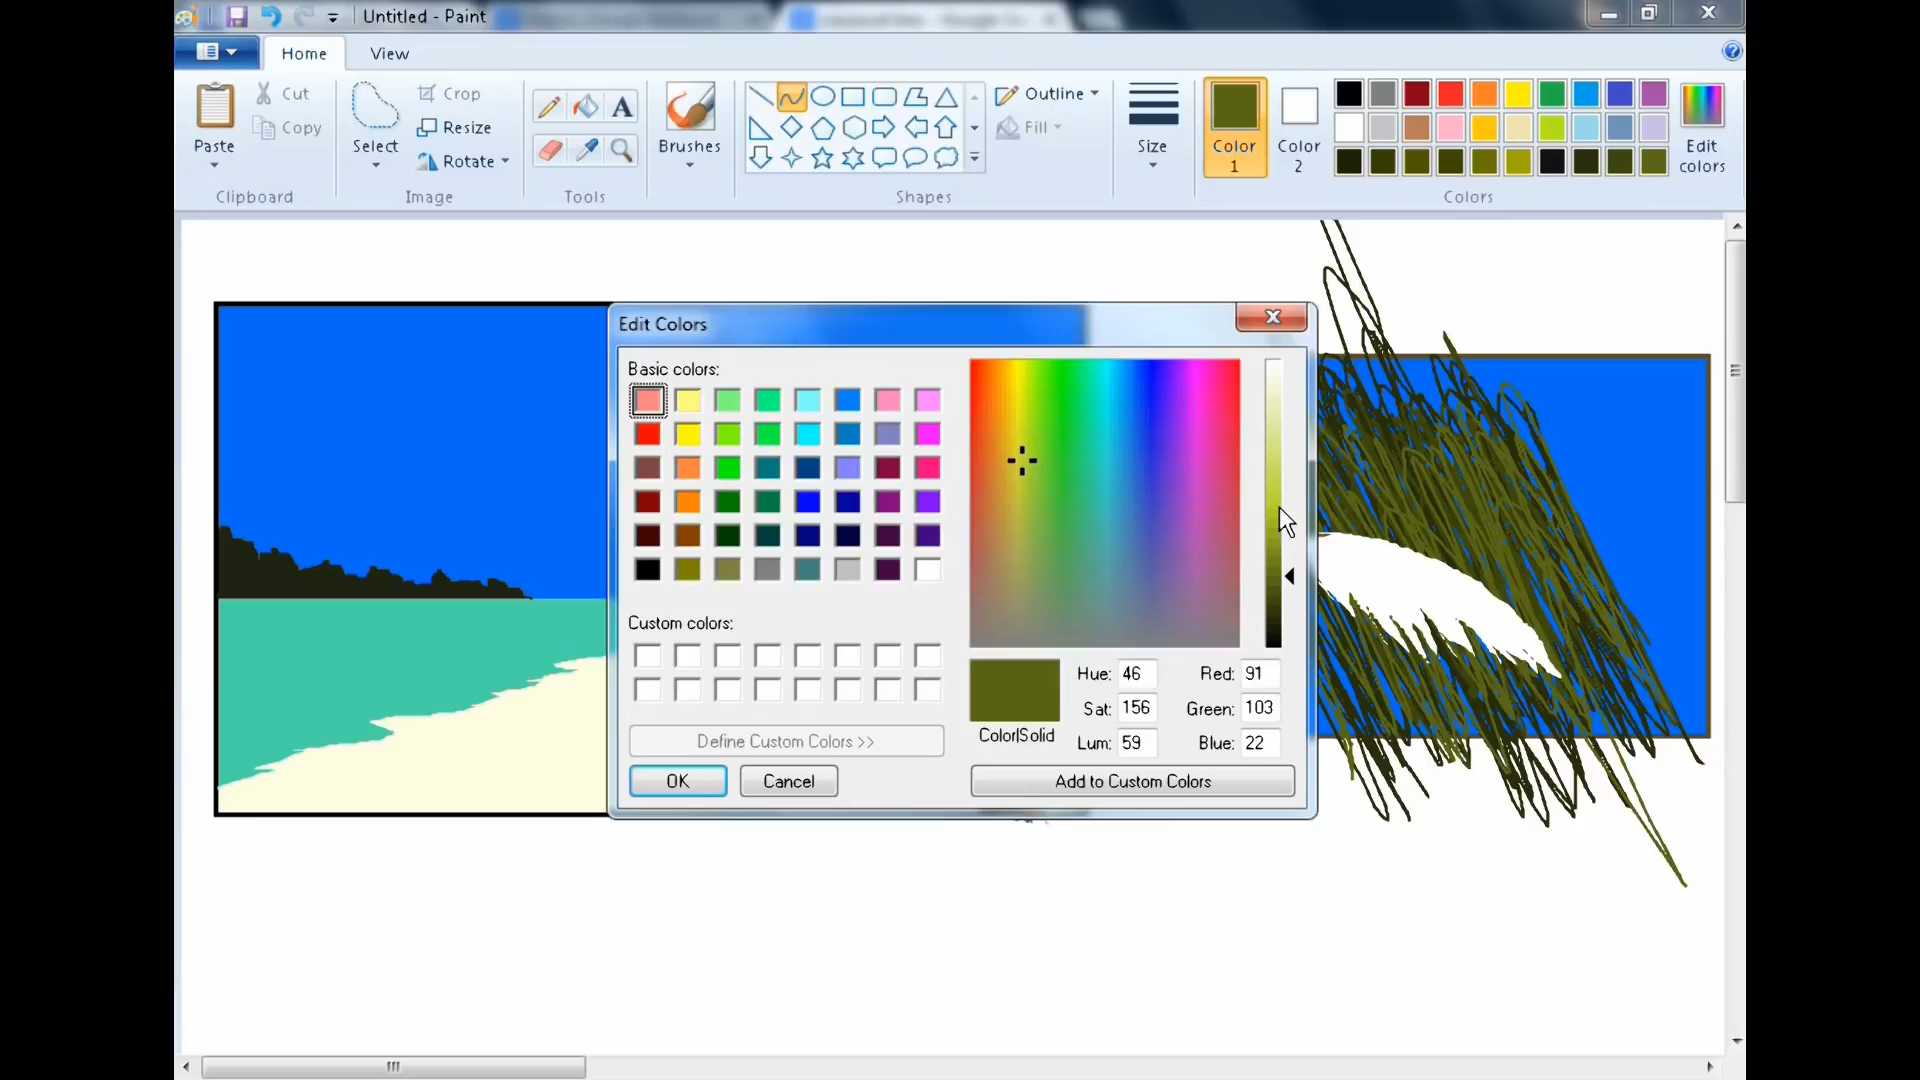 Untitled - Paint
Home
View
Paste
Cut
Copy
Clipboard
Select
Crop
Resize
Rotate
Image
A
Tools
Brushes
Shapes
Outline
Fill
Size
Color 1
Color 2
Edit colors
Colors
Edit Colors
Basic colors:
Custom colors:
Define Custom Colors >>
OK
Cancel
Color|Solid
Hue: 46
Sat: 156
Lum: 59
Red: 91
Green: 103
Blue: 22
Add to Custom Colors